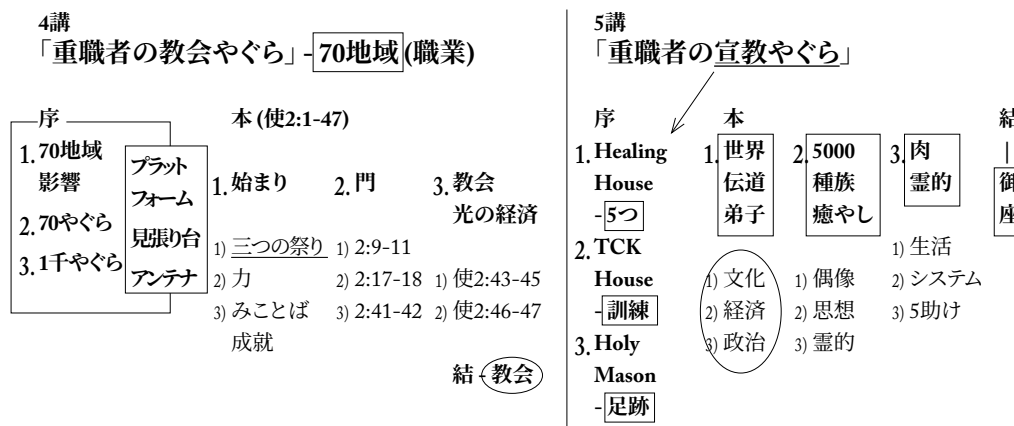 4講
「重職者の教会やぐら」- 70地域 (職業)
序
1. 70地域
影響
2. 70やぐら
3. 1千やぐら
プラット
フォーム
見張り台
アンテナ
本 (使2:1-47)
1. 始まり
1) 三つの祭り
2) 力
3) みことば
成就
2. 門
1) 2:9-11
2) 2:17-18
3) 2:41-42
3. 教会
光の経済
1) 使2:43-45
2) 使2:46-47
結 - 教会
5講
「重職者の宣教やぐら」
序
1. Healing
House
- 5つ
2. TCK
House
- 訓練
3. Holy
Mason
- 足跡
本
1. 世界
伝道
弟子
1) 文化
2) 経済
3) 政治
2. 5000
種族
癒やし
1) 偶像
2) 思想
3) 霊的
3. 肉
霊的
1) 生活
2) システム
3) 5助け
結
御
座